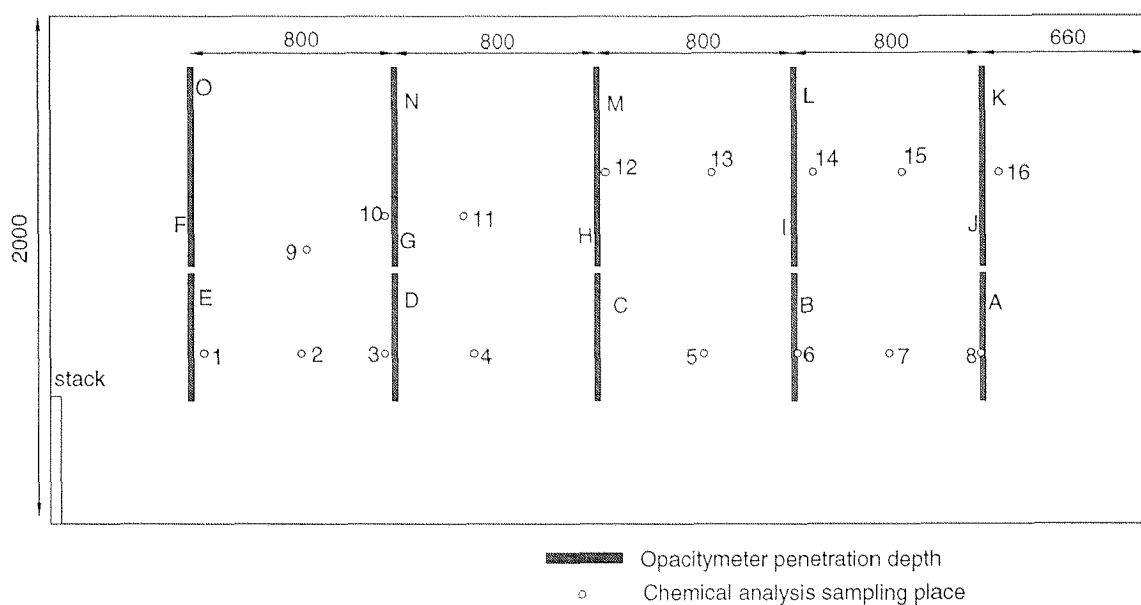 800 800 800 800 660
O N M L K
12 13 14 15 16
10 11
F G H I J
9
2000
E D C B A
1 2 3 4 5 6 7 8
stack
Opacitymeter penetration depth
Chemical analysis sampling place